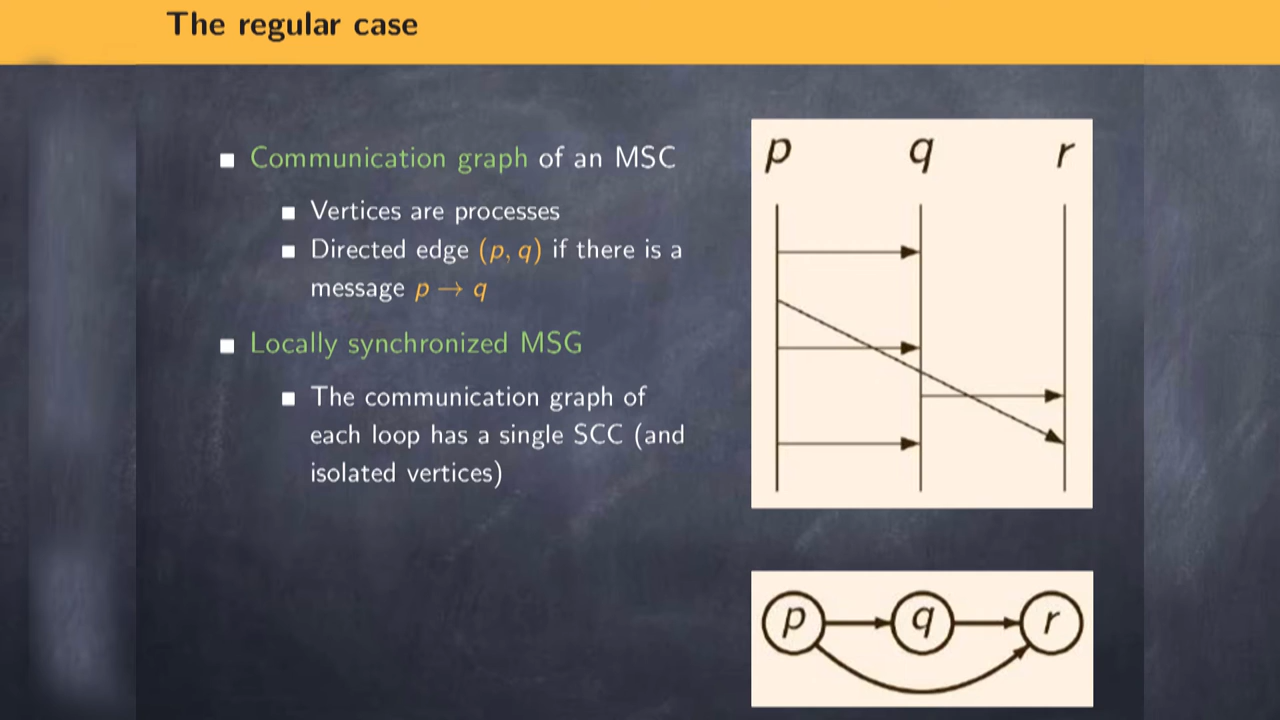 The regular case
Communication graph of an MSC
Vertices are processes
Directed edge (p, q) if there is a
message p → q
Locally synchronized MSG
The communication graph of
each loop has a single SCC (and
isolated vertices)
p q r
p q r